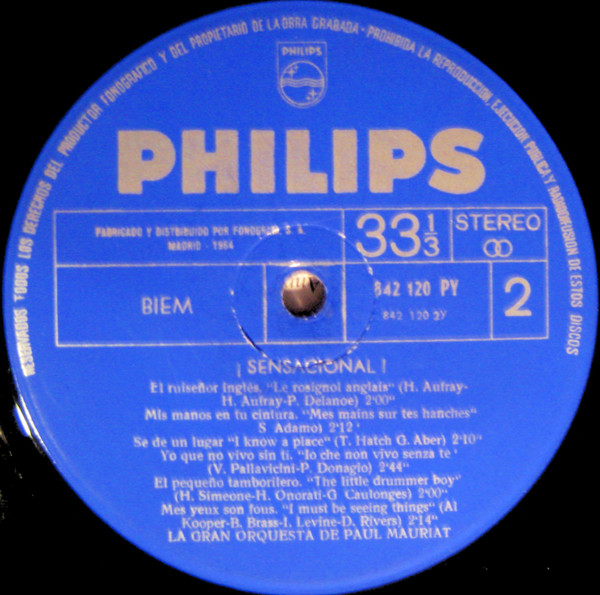 RESERVADOS TODOS LOS DERECHOS DEL PRODUCTOR FONOGRAFICO Y DEL PROPIETARIO DE LA OBRA GRABADA - PROHIBIDA LA REPRODUCCION, EJECUCION PUBLICA Y RADIODIFUSION DE ESTOS DISCOS
PHILIPS
PHILIPS
FABRICADO Y DISTRIBUIDO POR FONOGRAM, S. A.
MADRID - 1964
33 1/3
STEREO
BIEM
842 120 PY
842 120 2Y
2
¡ SENSACIONAL !
El ruiseñor inglés. "Le rosignol anglais" (H. Aufray-
H. Aufray-P. Delanoe) 2'00"
Mis manos en tu cintura. "Mes mains sur tes hanches"
S Adamo) 2'12'
Se de un lugar "I know a place" (T. Hatch G. Aber) 2'10"
Yo que no vivo sin ti. "Io che non vivo senza te'
(V. Pallavicini-P. Donagio) 2'44"
El pequeño tamborilero. "The little drummer boy"
(H. Simeone-H. Onorati-G Caulonges) 2'00"
Mes yeux son fous. "I must be seeing things" (Al
Kooper-B. Brass-I. Levine-D. Rivers) 2'14"
LA GRAN ORQUESTA DE PAUL MAURIAT